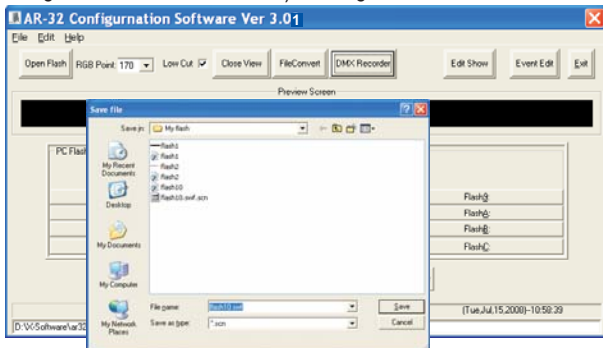 AR-32 Configurnation Software Ver 3.01
File Edit Help
Open Flash RGB Point: 170 Low Cut Close View FileConvert DMX Recorder Edit Show Event Edit Exit
Preview Screen
Save file
Save in: My flash
PC Flash
flash1
flash1
flash2
flash2
flash10
flash10.swf.scn
My Recent Documents
Desktop
My Documents
My Computer
My Network Places
Flash9:
FlashA:
FlashB:
FlashC:
File name: flash10.swf Save
Save as type: *.scn Cancel
(Tue,Jul,15,2008)-10:58:39
D:\X-Software\ar32